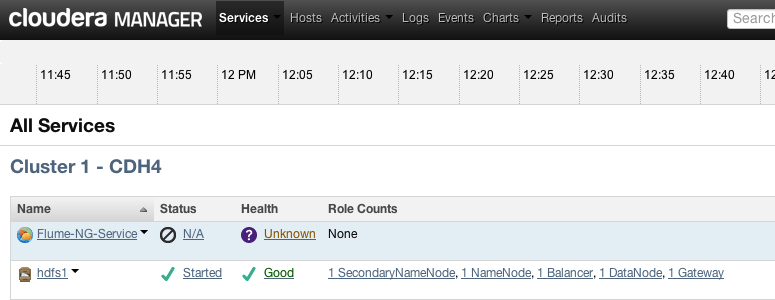 cloudera MANAGER Services Hosts Activities Logs Events Charts Reports Audits Search
11:45 11:50 11:55 12 PM 12:05 12:10 12:15 12:20 12:25 12:30 12:35 12:40
All Services
Cluster 1 - CDH4
Name Status Health Role Counts
Flume-NG-Service N/A ? Unknown None
hdfs1 Started Good 1 SecondaryNameNode, 1 NameNode, 1 Balancer, 1 DataNode, 1 Gateway